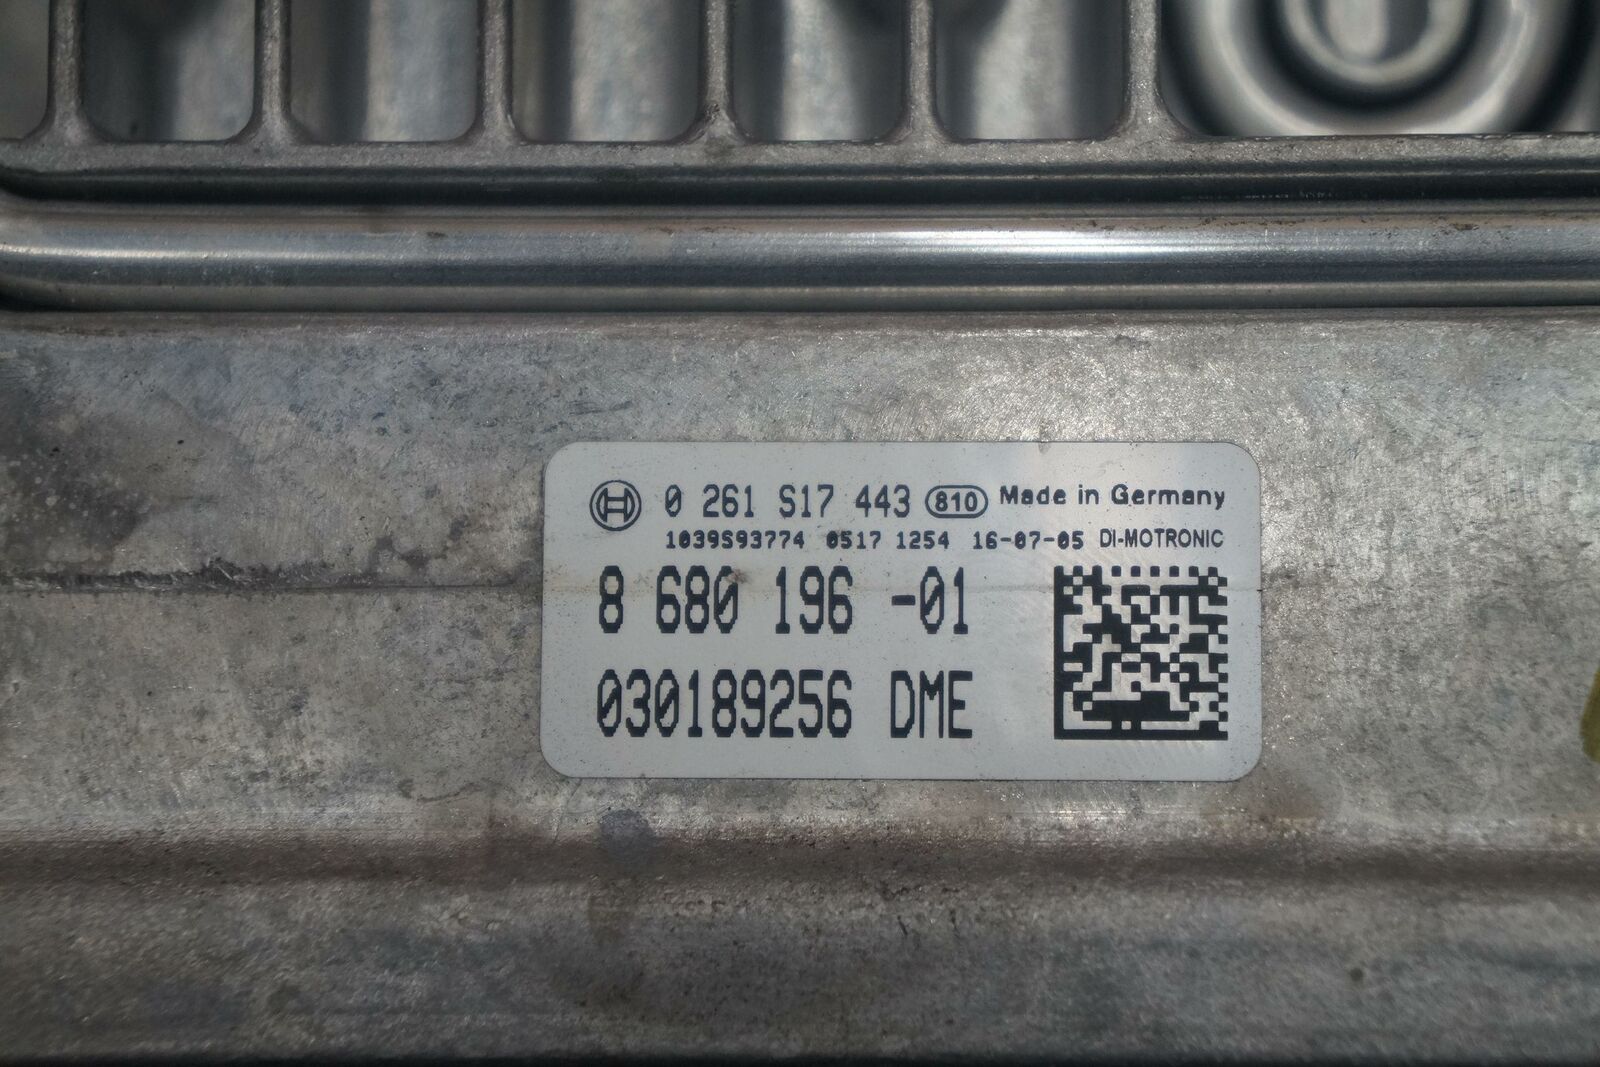 0 261 S17 443 810 Made in Germany
1039S93774 0517 1254 16-07-05 DI-MOTRONIC
8 680 196 -01
030189256 DME